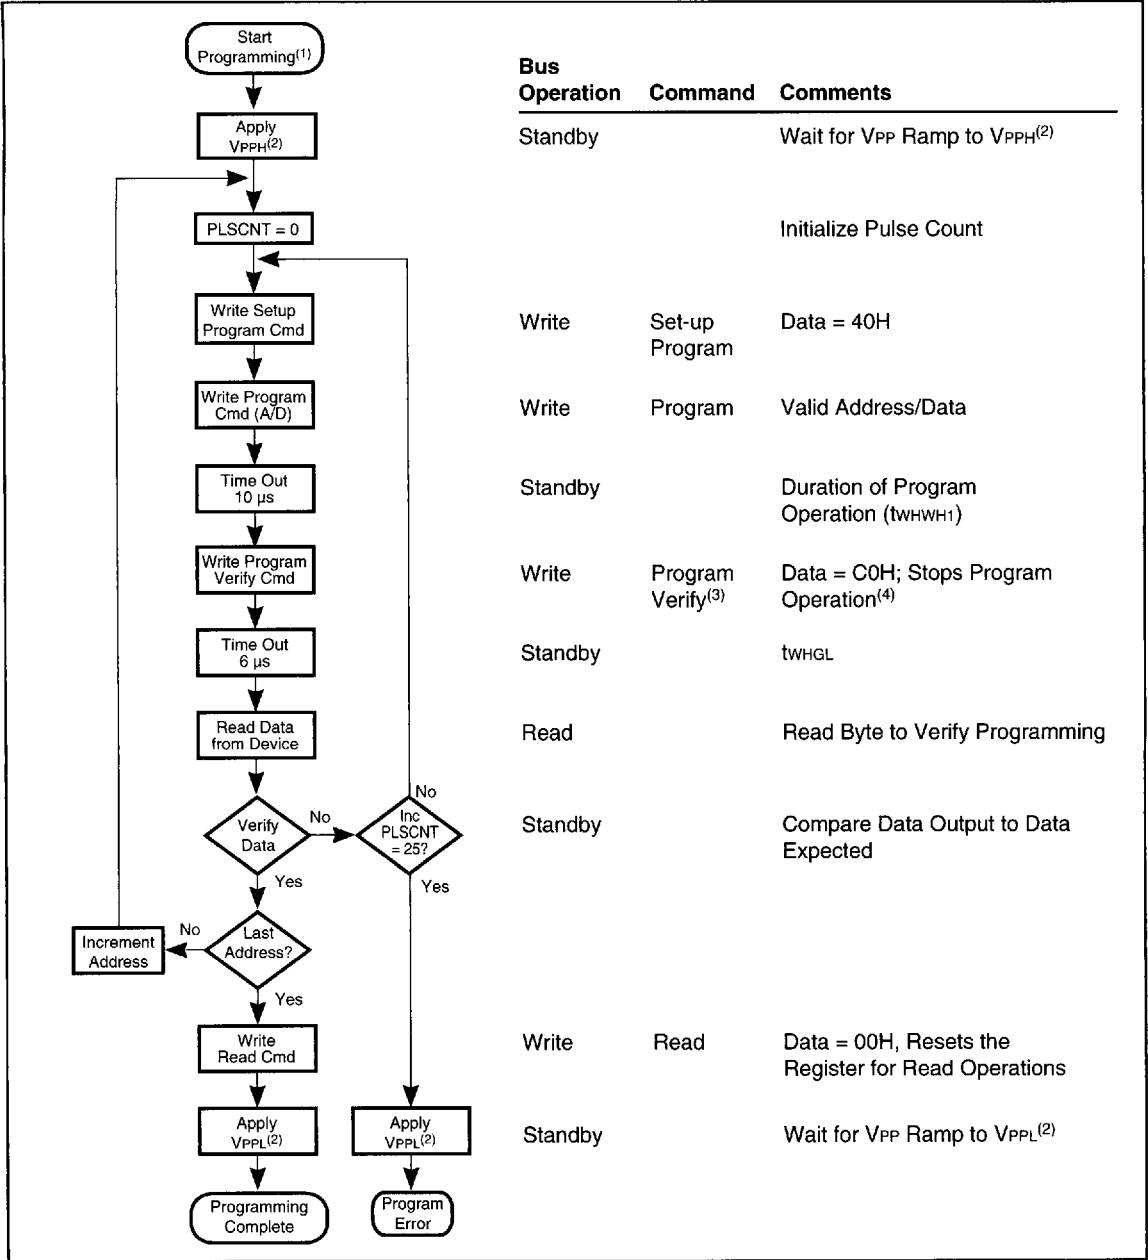 Start
Programming(1)
Apply
VPPH(2)
PLSCNT = 0
Write Setup
Program Cmd
Write Program
Cmd (A/D)
Time Out
10 µs
Write Program
Verify Cmd
Time Out
6 µs
Read Data
from Device
Verify
Data
No
Yes
Inc
PLSCNT
= 25?
No
Yes
Last
Address?
No
Yes
Increment
Address
Write
Read Cmd
Apply
VPPL(2)
Programming
Complete
Apply
VPPL(2)
Program
Error
Bus
Operation Command Comments
Standby Wait for VPP Ramp to VPPH(2)
Initialize Pulse Count
Write Set-up Data = 40H
Program
Write Program Valid Address/Data
Standby Duration of Program
Operation (tWHWH1)
Write Program Data = C0H; Stops Program
Verify(3) Operation(4)
Standby tWHGL
Read Read Byte to Verify Programming
Standby Compare Data Output to Data
Expected
Write Read Data = 00H, Resets the
Register for Read Operations
Standby Wait for VPP Ramp to VPPL(2)